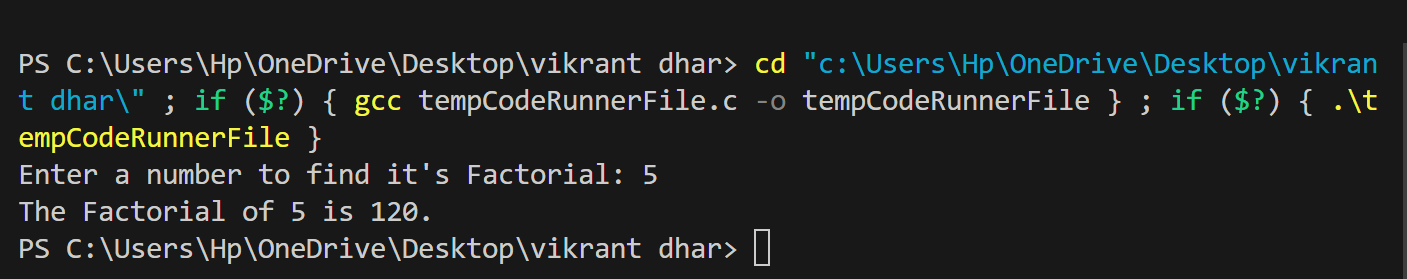 PS C:\Users\Hp\OneDrive\Desktop\vikrant dhar> cd "c:\Users\Hp\OneDrive\Desktop\vikran
t dhar\" ; if ($?) { gcc tempCodeRunnerFile.c -o tempCodeRunnerFile } ; if ($?) { .\t
empCodeRunnerFile }
Enter a number to find it's Factorial: 5
The Factorial of 5 is 120.
PS C:\Users\Hp\OneDrive\Desktop\vikrant dhar>